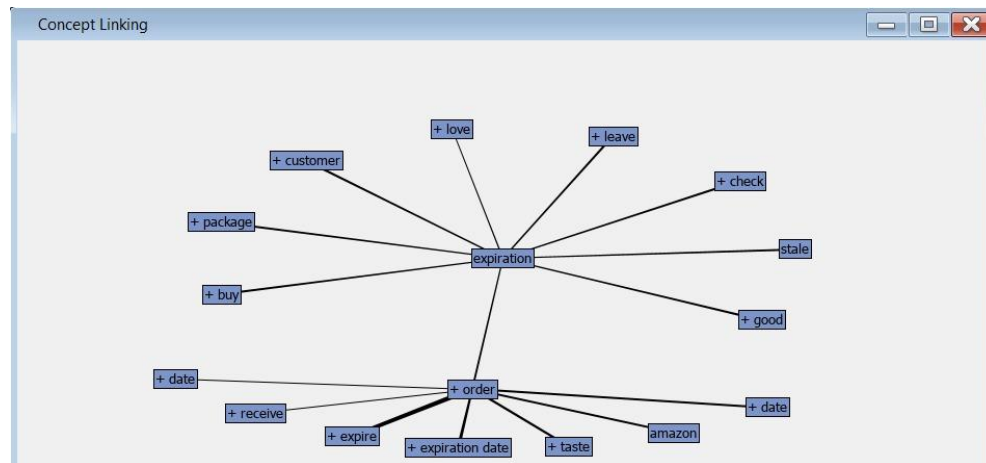 Concept Linking
+ love
+ leave
+ customer
+ check
+ package
stale
expiration
+ buy
+ good
+ date
+ order
+ receive
+ date
+ expire
amazon
+ expiration date
+ taste